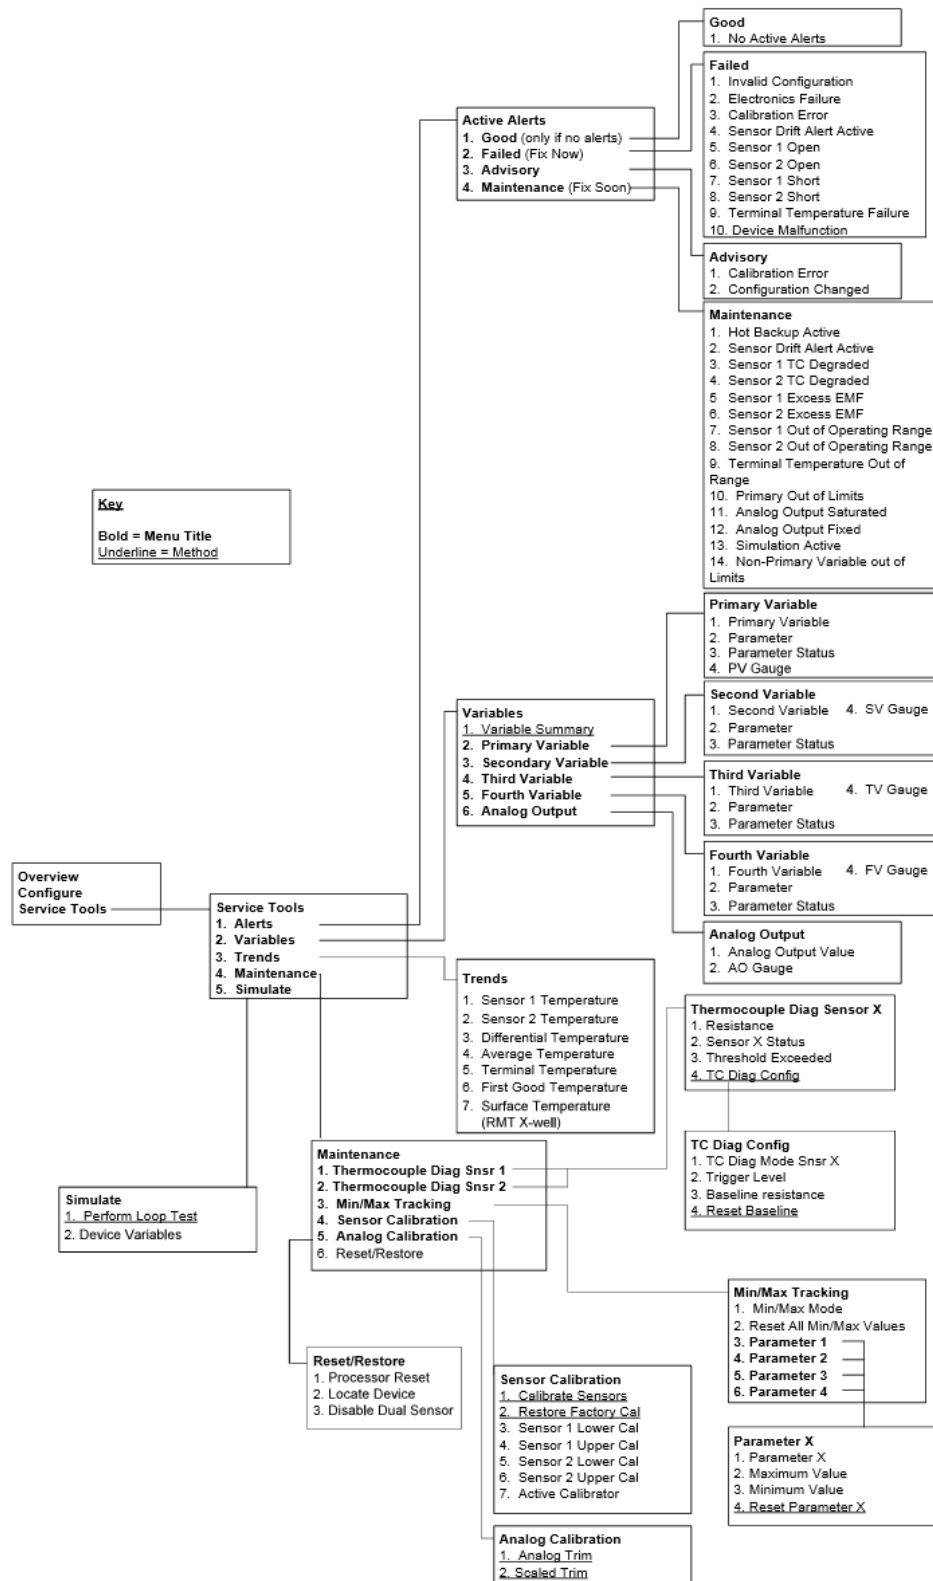 Good
1. No Active Alerts
Failed
1. Invalid Configuration
2. Electronics Failure
3. Calibration Error
4. Sensor Drift Alert Active
5. Sensor 1 Open
6. Sensor 2 Open
7. Sensor 1 Short
8. Sensor 2 Short
9. Terminal Temperature Failure
10. Device Malfunction
Active Alerts
1. Good (only if no alerts)
2. Failed (Fix Now)
3. Advisory
4. Maintenance (Fix Soon)
Advisory
1. Calibration Error
2. Configuration Changed
Maintenance
1. Hot Backup Active
2. Sensor Drift Alert Active
3. Sensor 1 TC Degraded
4. Sensor 2 TC Degraded
5 Sensor 1 Excess EMF
6. Sensor 2 Excess EMF
7. Sensor 1 Out of Operating Range
8. Sensor 2 Out of Operating Range
9. Terminal Temperature Out of
Range
10. Primary Out of Limits
11. Analog Output Saturated
12. Analog Output Fixed
13. Simulation Active
14. Non-Primary Variable out of
Limits
Key
Bold = Menu Title
Underline = Method
Primary Variable
1. Primary Variable
2. Parameter
3. Parameter Status
4. PV Gauge
Variables
1. Variable Summary
2. Primary Variable
3. Secondary Variable
4. Third Variable
5. Fourth Variable
6. Analog Output
Second Variable
1. Second Variable 4. SV Gauge
2. Parameter
3. Parameter Status
Third Variable
1. Third Variable 4. TV Gauge
2. Parameter
3. Parameter Status
Fourth Variable
1. Fourth Variable 4. FV Gauge
2. Parameter
3. Parameter Status
Analog Output
1. Analog Output Value
2. AO Gauge
Overview
Configure
Service Tools
Service Tools
1. Alerts
2. Variables
3. Trends
4. Maintenance
5. Simulate
Trends
1. Sensor 1 Temperature
2. Sensor 2 Temperature
3. Differential Temperature
4. Average Temperature
5. Terminal Temperature
6. First Good Temperature
7. Surface Temperature
(RMT X-well)
Thermocouple Diag Sensor X
1. Resistance
2. Sensor X Status
3. Threshold Exceeded
4. TC Diag Config
TC Diag Config
1. TC Diag Mode Snsr X
2. Trigger Level
3. Baseline resistance
4. Reset Baseline
Maintenance
1. Thermocouple Diag Snsr 1
2. Thermocouple Diag Snsr 2
3. Min/Max Tracking
4. Sensor Calibration
5. Analog Calibration
6. Reset/Restore
Simulate
1. Perform Loop Test
2. Device Variables
Min/Max Tracking
1. Min/Max Mode
2. Reset All Min/Max Values
3. Parameter 1
4. Parameter 2
5. Parameter 3
6. Parameter 4
Reset/Restore
1. Processor Reset
2. Locate Device
3. Disable Dual Sensor
Sensor Calibration
1. Calibrate Sensors
2. Restore Factory Cal
3. Sensor 1 Lower Cal
4. Sensor 1 Upper Cal
5. Sensor 2 Lower Cal
6. Sensor 2 Upper Cal
7. Active Calibrator
Parameter X
1. Parameter X
2. Maximum Value
3. Minimum Value
4. Reset Parameter X
Analog Calibration
1. Analog Trim
2. Scaled Trim